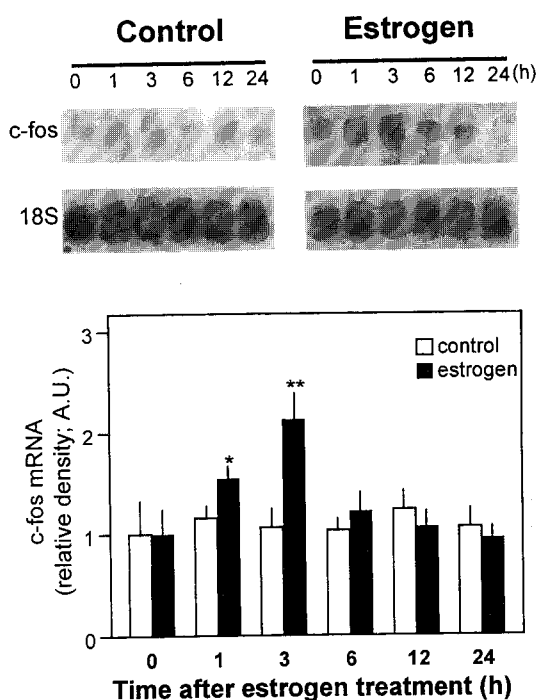 Control Estrogen
0 1 3 6 12 24 0 1 3 6 12 24 (h)
c-fos
18S
c-fos mRNA
(relative density; A.U.)
3
2
1
0
control
estrogen
*
**
0 1 3 6 12 24
Time after estrogen treatment (h)